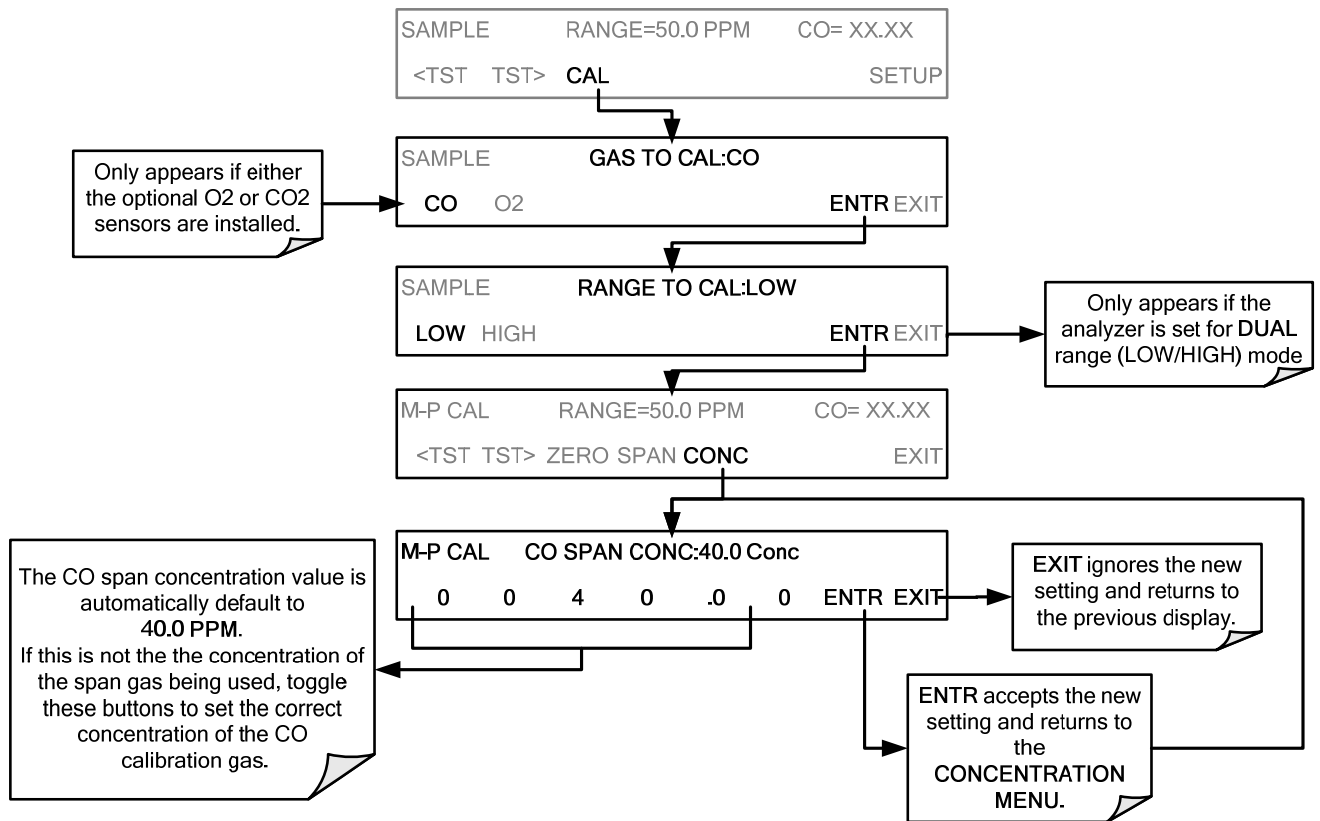 SAMPLE RANGE=50.0 PPM CO= XX.XX
<TST TST> CAL SETUP
SAMPLE GAS TO CAL:CO
CO O2 ENTR EXIT
Only appears if either
the optional O2 or CO2
sensors are installed.
SAMPLE RANGE TO CAL:LOW
LOW HIGH ENTR EXIT
Only appears if the
analyzer is set for DUAL
range (LOW/HIGH) mode
M-P CAL RANGE=50.0 PPM CO= XX.XX
<TST TST> ZERO SPAN CONC EXIT
M-P CAL CO SPAN CONC:40.0 Conc
0 0 4 0 .0 0 ENTR EXIT
The CO span concentration value is
automatically default to
40.0 PPM.
If this is not the the concentration of
the span gas being used, toggle
these buttons to set the correct
concentration of the CO
calibration gas.
EXIT ignores the new
setting and returns to
the previous display.
ENTR accepts the new
setting and returns to
the
CONCENTRATION
MENU.